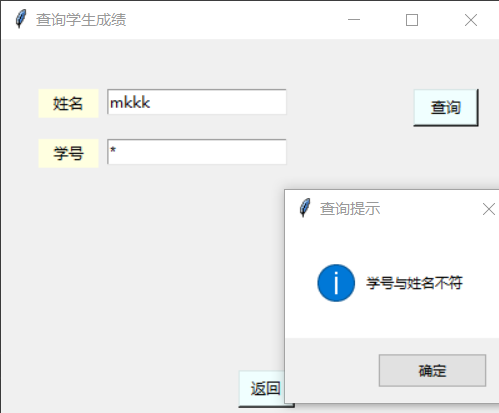 查询学生成绩
姓名 mkkk 查询
学号 *
查询提示
学号与姓名不符
确定
返回